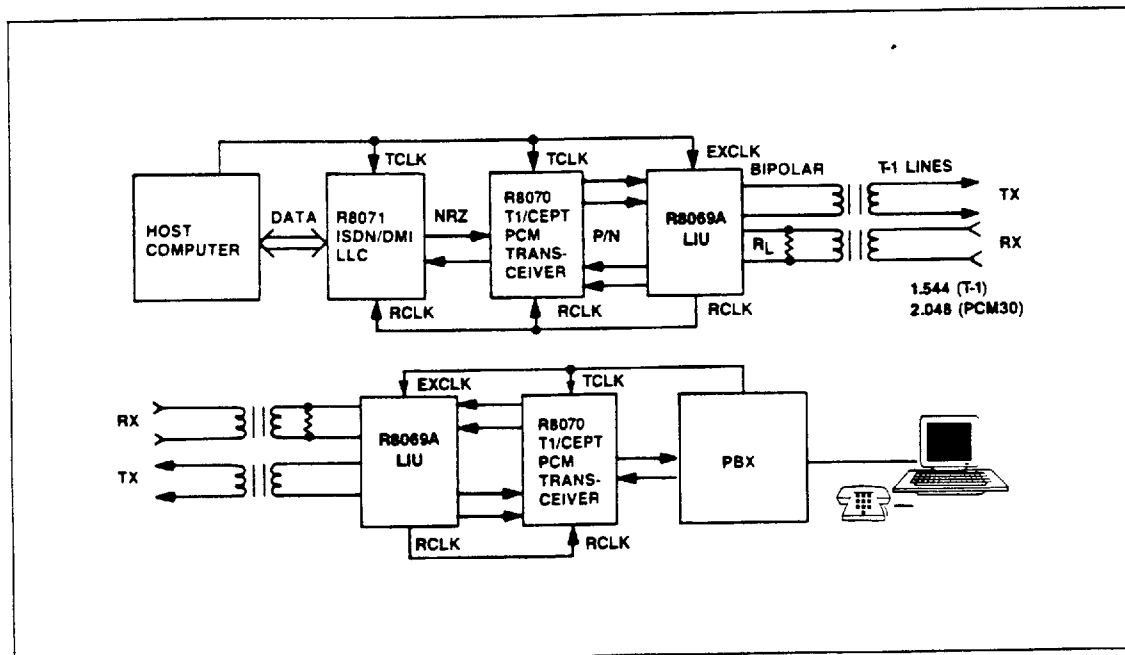 TCLK
TCLK
EXCLK
BIPOLAR
T-1 LINES
HOST
COMPUTER
DATA
R8071
ISDN/DMI
LLC
NRZ
R8070
T1/CEPT
PCM
TRANS-
CEIVER
P/N
R8069A
LIU
RL
TX
RX
RCLK
RCLK
RCLK
1.544 (T-1)
2.048 (PCM30)
EXCLK
TCLK
RX
TX
R8069A
LIU
R8070
T1/CEPT
PCM
TRANS-
CEIVER
PBX
RCLK
RCLK